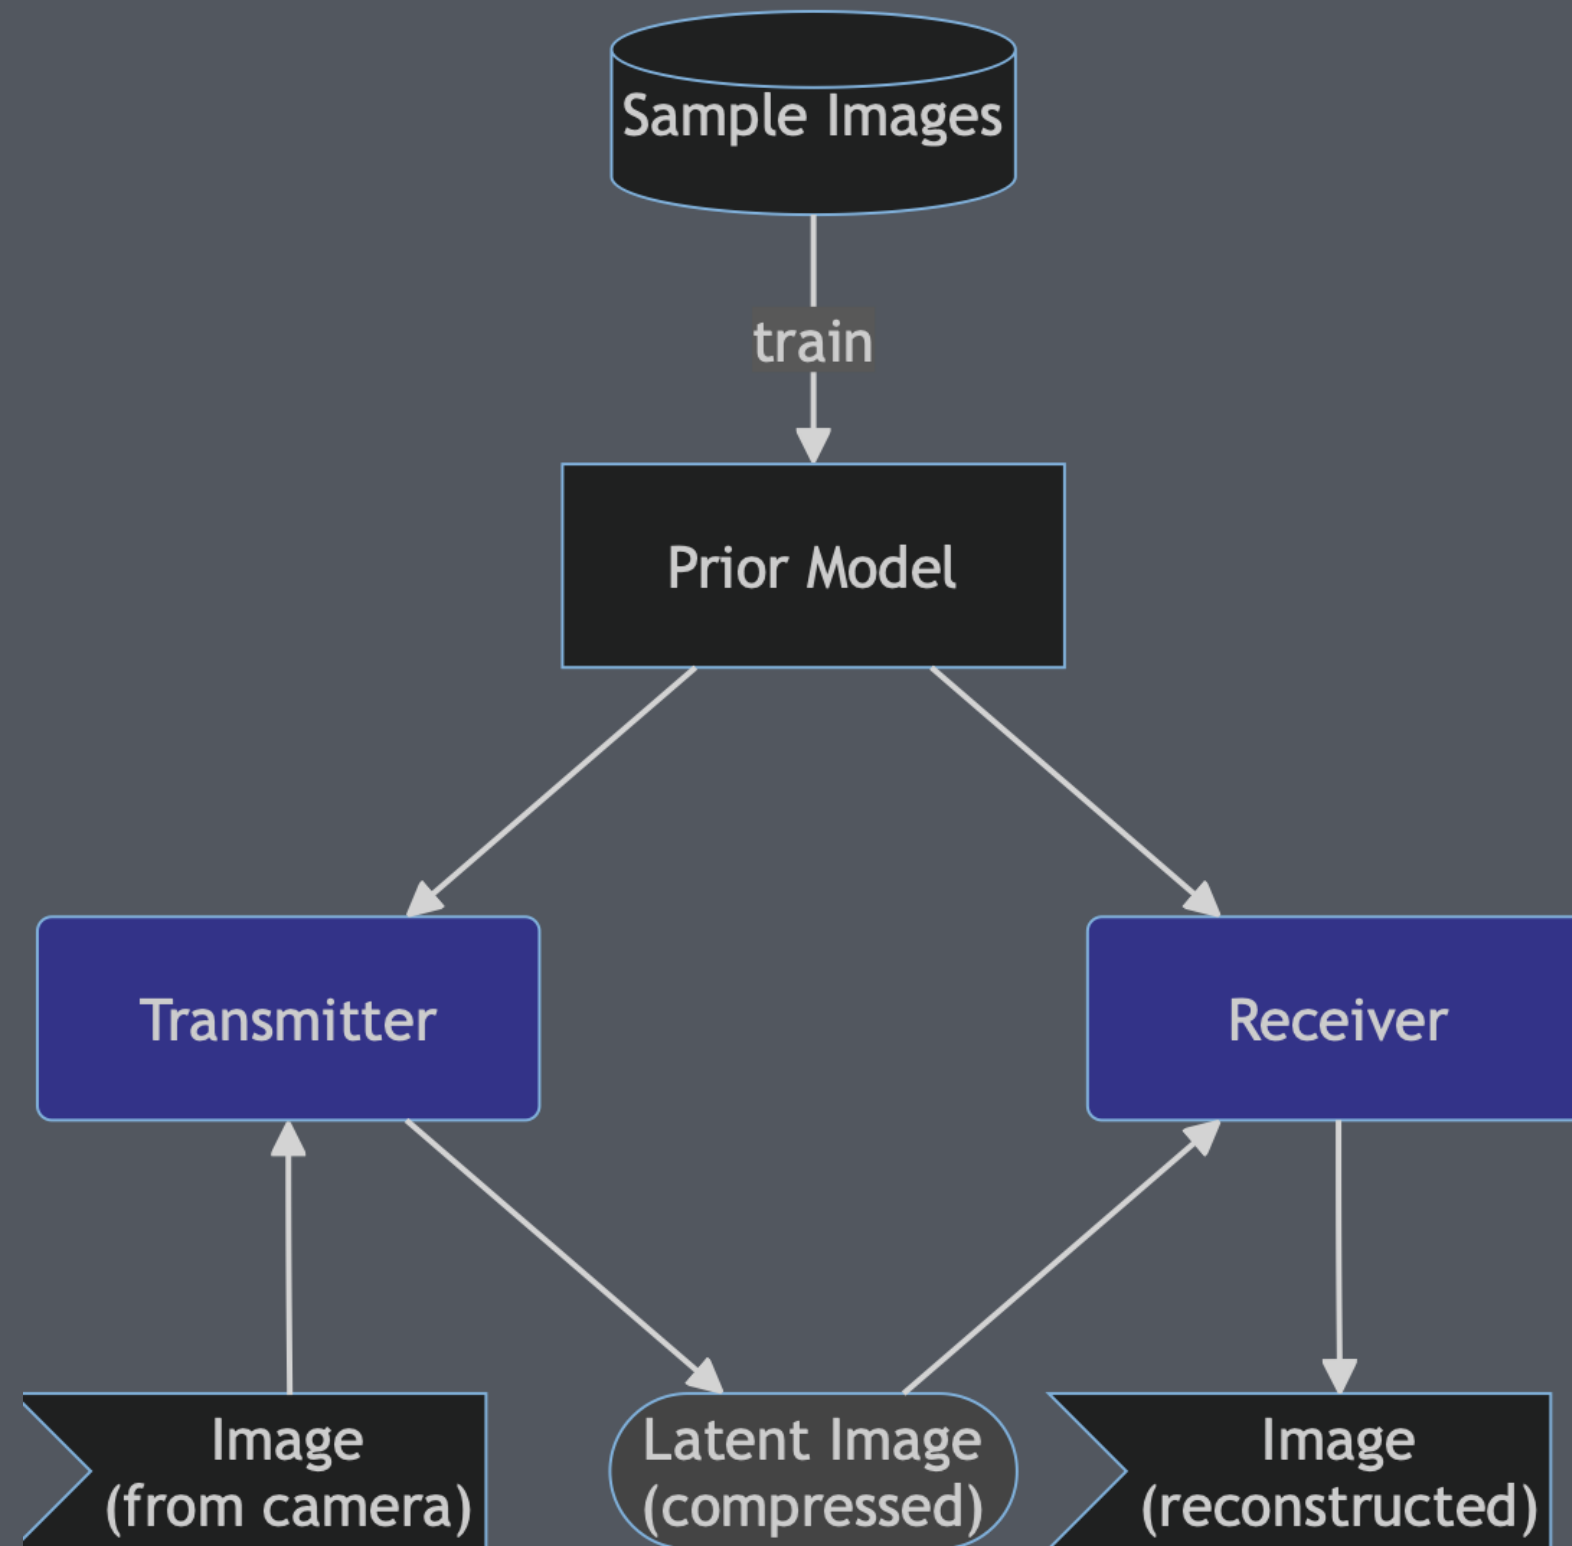 Sample Images
train
Prior Model
Transmitter
Receiver
Image
(from camera)
Latent Image
(compressed)
Image
(reconstructed)